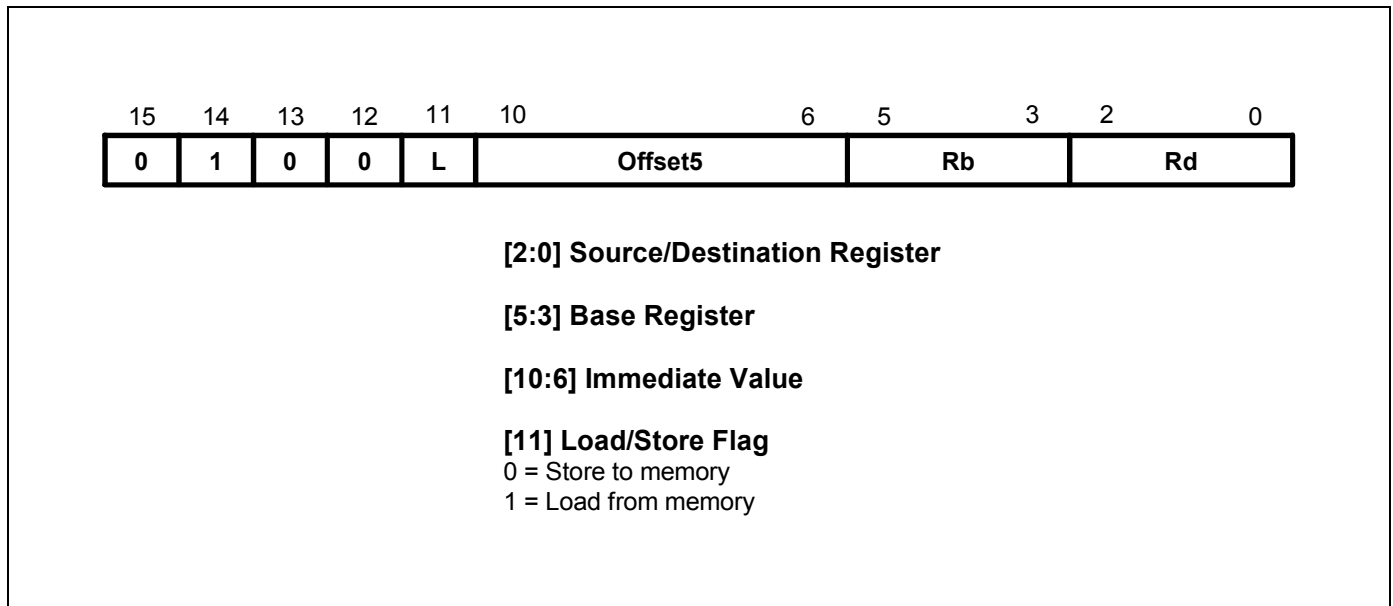 15 14 13 12 11 10 6 5 3 2 0
0 1 0 0 L Offset5 Rb Rd
[2:0] Source/Destination Register
[5:3] Base Register
[10:6] Immediate Value
[11] Load/Store Flag
0 = Store to memory
1 = Load from memory